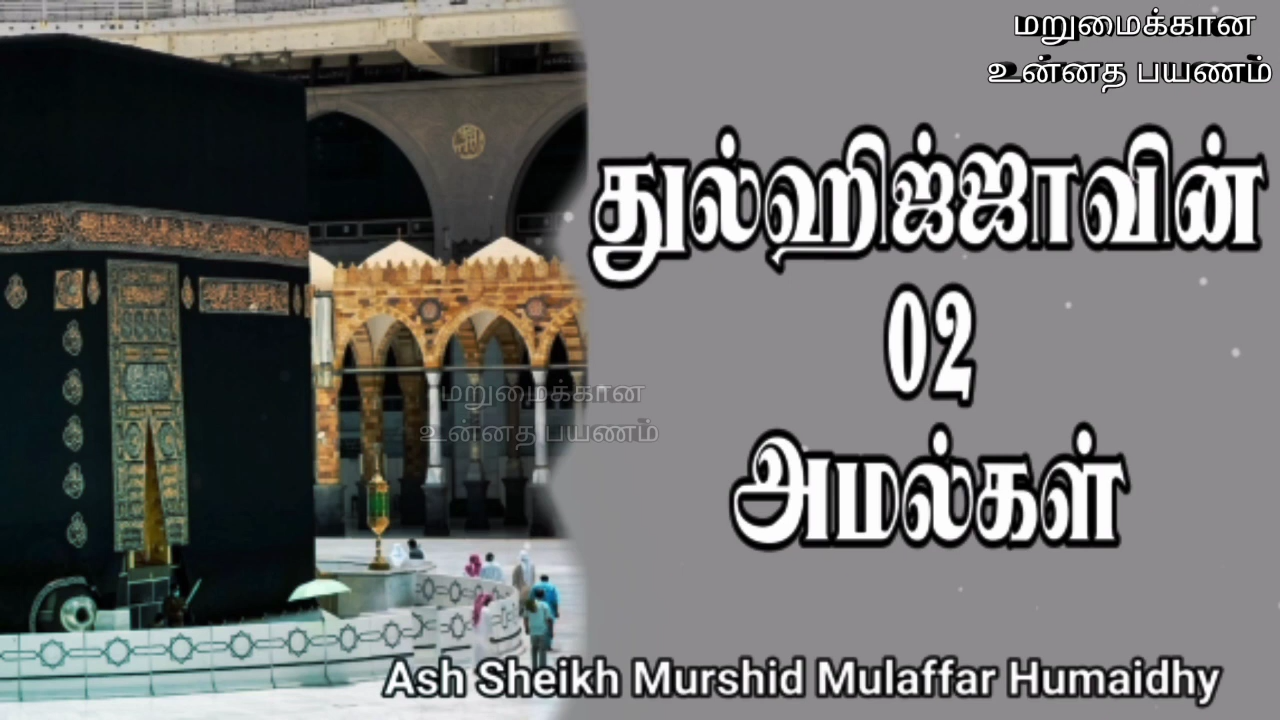 மறுமைக்கான
உன்னத பயணம்
துல்ஹிஜ்ஜாவின்
02
அமல்கள்
மறுமைக்கான
உன்னத பயணம்
Ash Sheikh Murshid Mulaffar Humaidhy